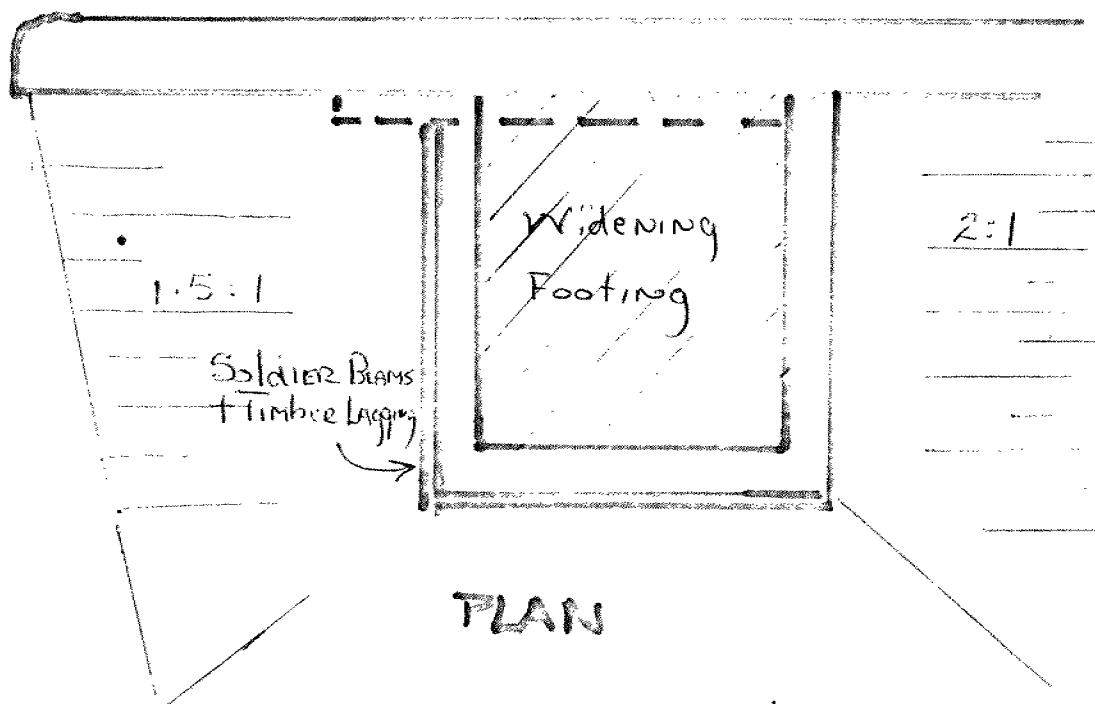 Widening
Footing
2:1
1.5:1
Soldier Beams
+ Timber Lagging
PLAN